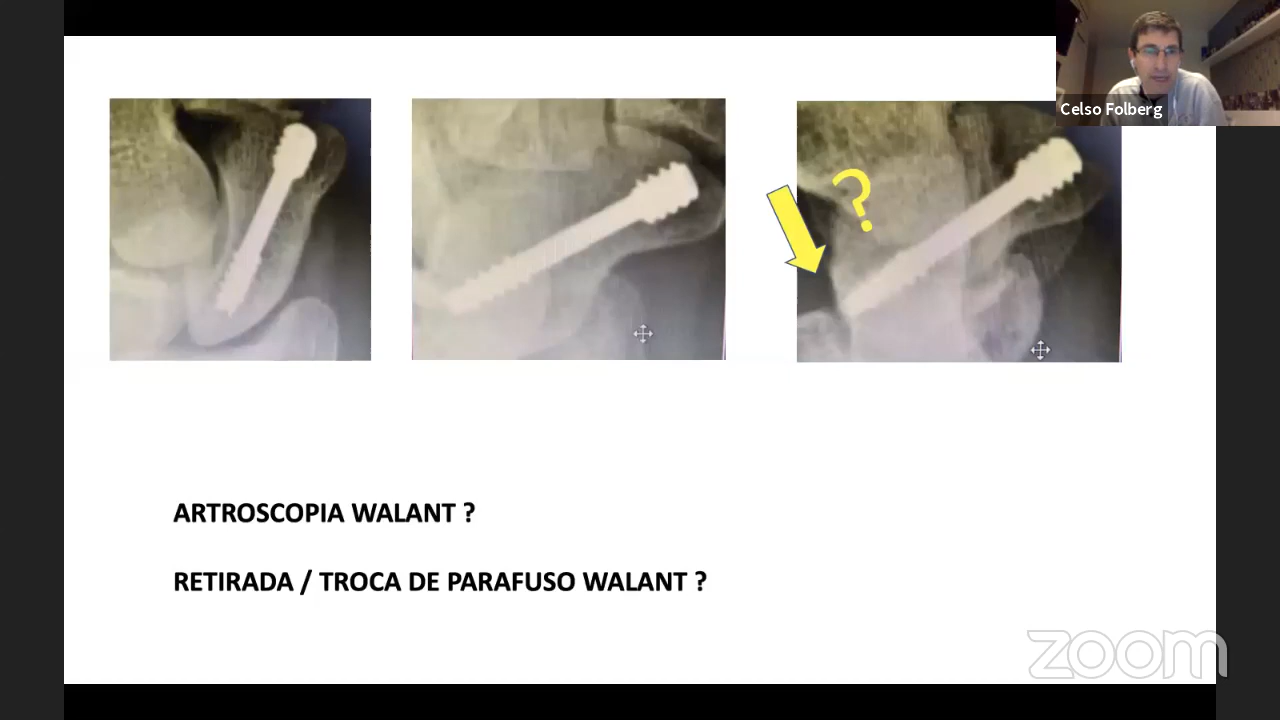 Celso Folberg
?
ARTROSCOPIA WALANT ?
RETIRADA / TROCA DE PARAFUSO WALANT ?
zoom